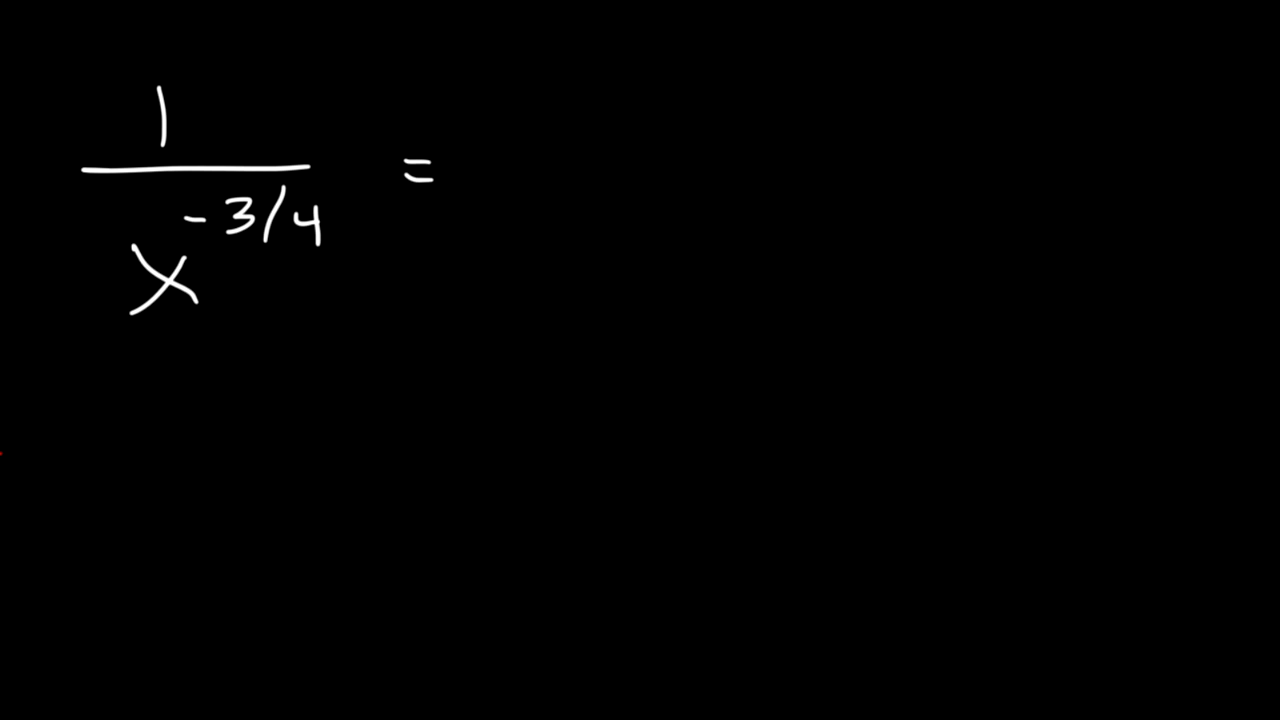 1
x^-3/4 =